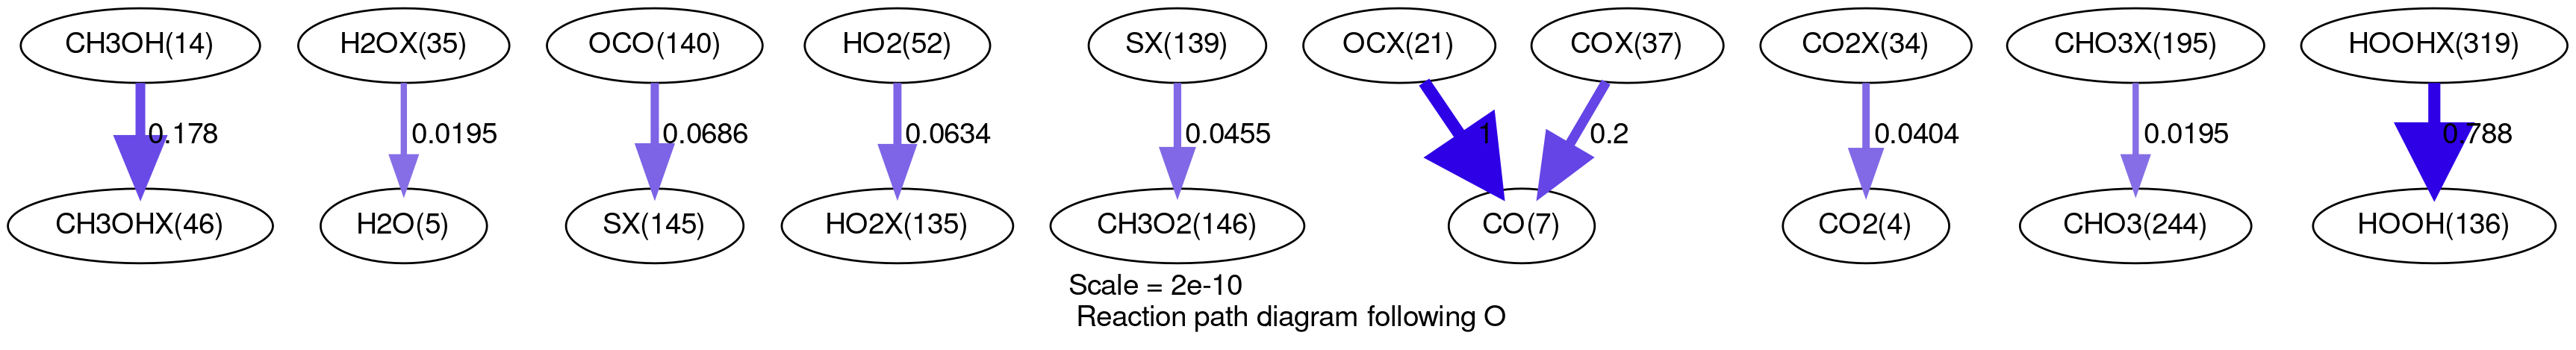 CH3OH(14) H2OX(35) OCO(140) HO2(52) SX(139) OCX(21) COX(37) CO2X(34) CHO3X(195) HOOHX(319)
0.178 0.0195 0.0686 0.0634 0.0455 1 0.2 0.0404 0.0195 0.788
CH3OHX(46) H2O(5) SX(145) HO2X(135) CH3O2(146) CO(7) CO2(4) CHO3(244) HOOH(136)
Scale = 2e-10
Reaction path diagram following O